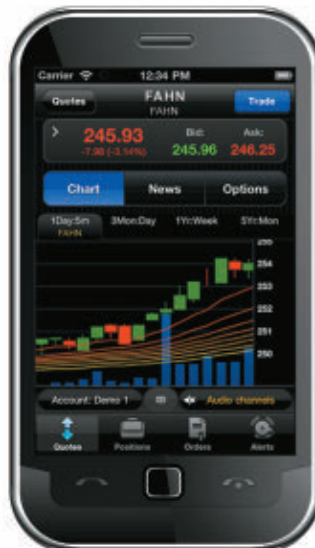 Carrier 12:34 PM
Quotes FAHN Trade
FAHN
245.93 Bid: Ask:
-7.98 (-3.14%) 245.96 246.25
Chart News Options
1Day:5m 3Mon:Day 1Yr:Week 5Yr:Mon
FAHN
255
254
253
252
251
250
Account: Demo 1 Audio channels
Quotes Positions Orders Alerts